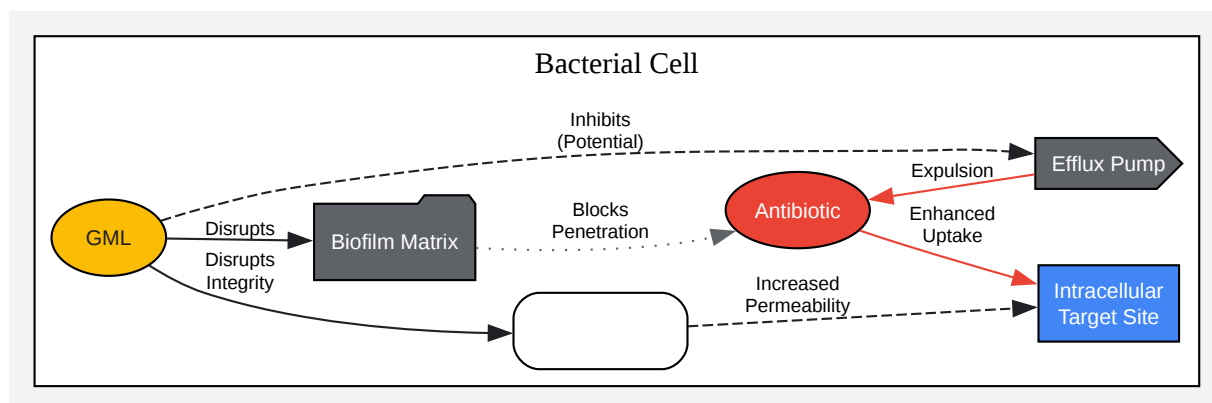 Bacterial Cell
Inhibits
(Potential)
Efflux Pump
Expulsion
Antibiotic
Enhanced
Uptake
Blocks
Penetration
GML
Disrupts
Biofilm Matrix
Disrupts
Integrity
Increased
Permeability
Intracellular
Target Site